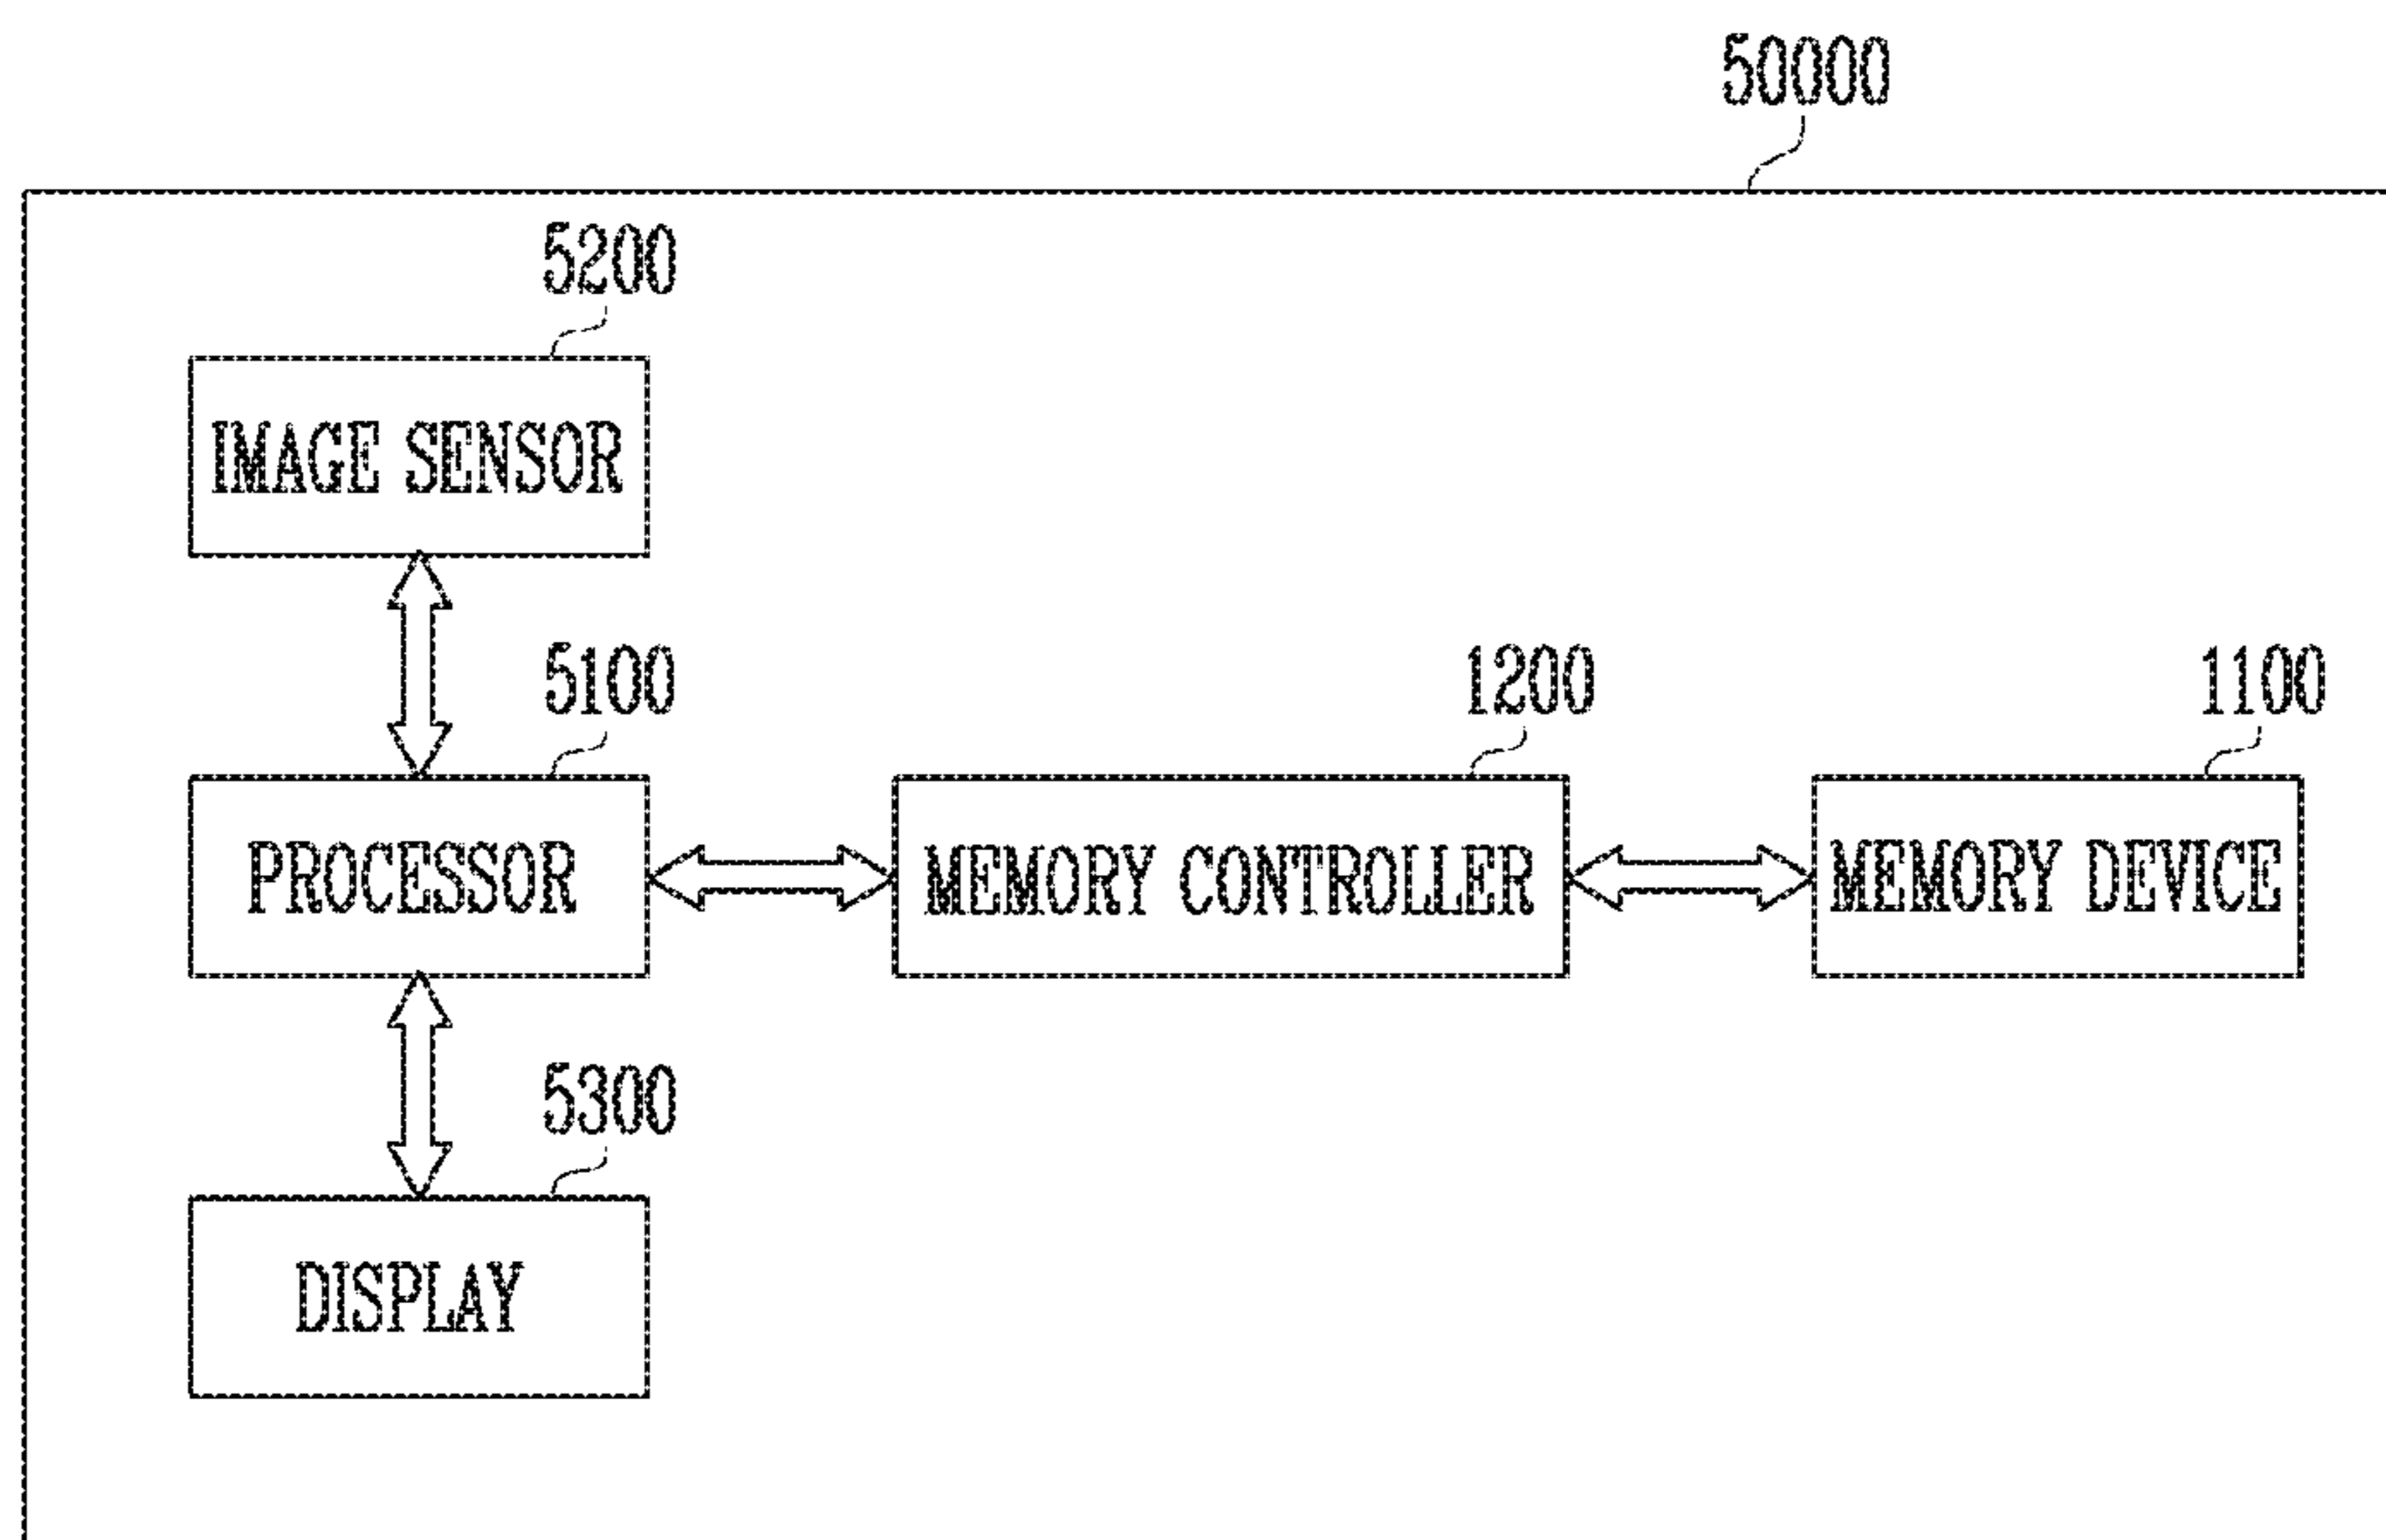 50000
5200
IMAGE SENSOR
5100
1200
1100
PROCESSOR
MEMORY CONTROLLER
MEMORY DEVICE
5300
DISPLAY